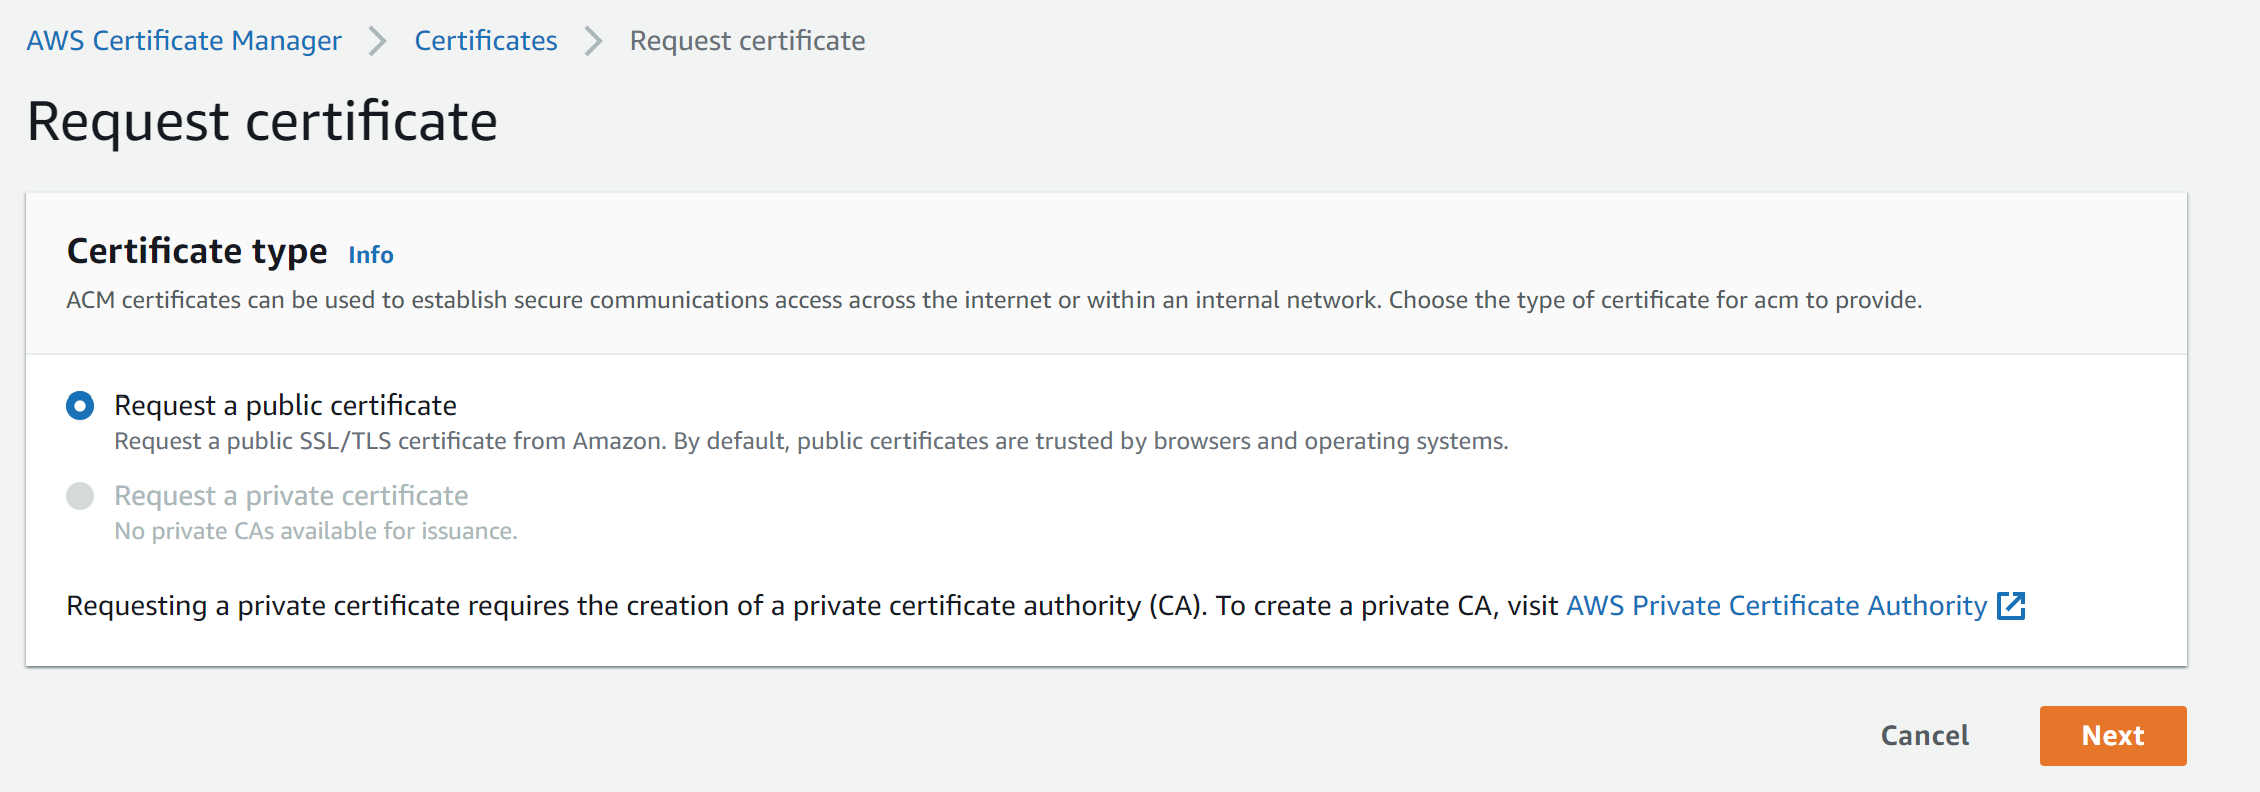 AWS Certificate Manager Certificates Request certificate
Request certificate
Certificate type Info
ACM certificates can be used to establish secure communications access across the internet or within an internal network. Choose the type of certificate for acm to provide.
Request a public certificate
Request a public SSL/TLS certificate from Amazon. By default, public certificates are trusted by browsers and operating systems.
Request a private certificate
No private CAs available for issuance.
Requesting a private certificate requires the creation of a private certificate authority (CA). To create a private CA, visit AWS Private Certificate Authority
Cancel Next